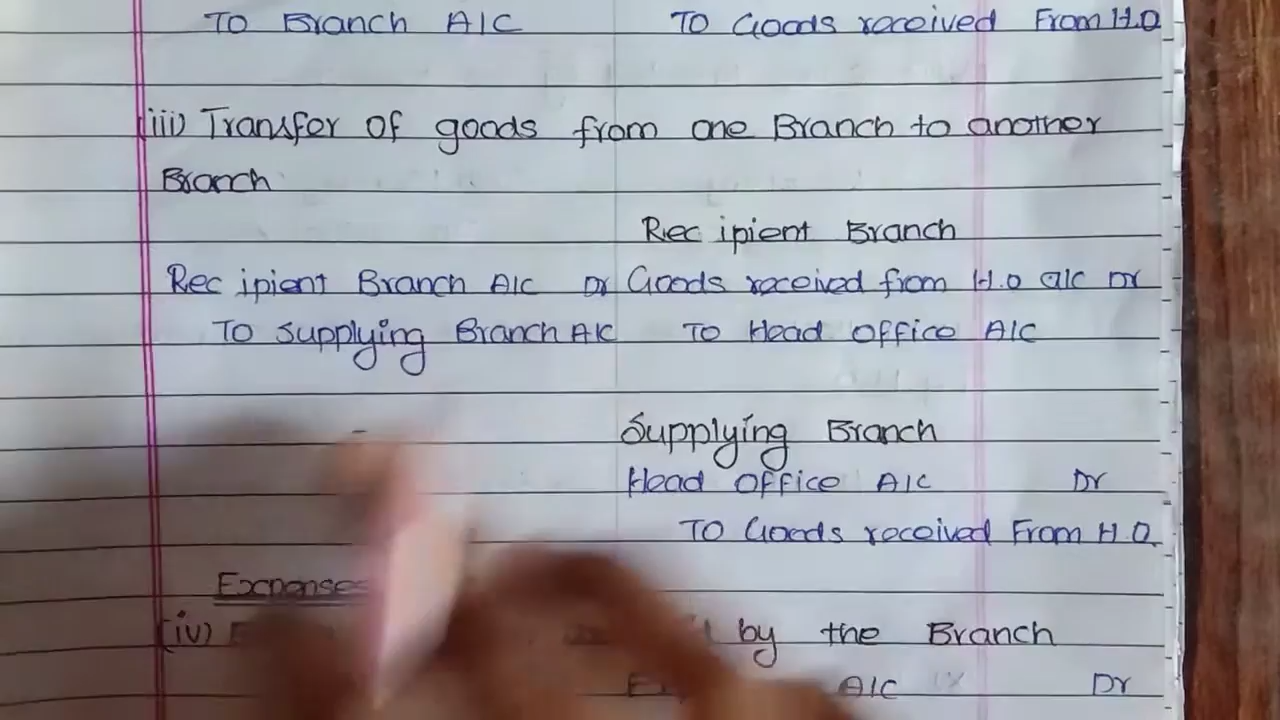 TO Branch A/C TO Goods received From H.O
(iii) Transfer OF goods from one Branch to another
Branch
Recipient Branch
Recipient Branch A/C Dr Goods received from H.O a/c Dr
TO Supplying Branch A/C TO Head Office A/C
Supplying Branch
Head Office A/C Dr
TO Goods received From H.O.
Expenses
(iv) by the Branch
A/C Dr